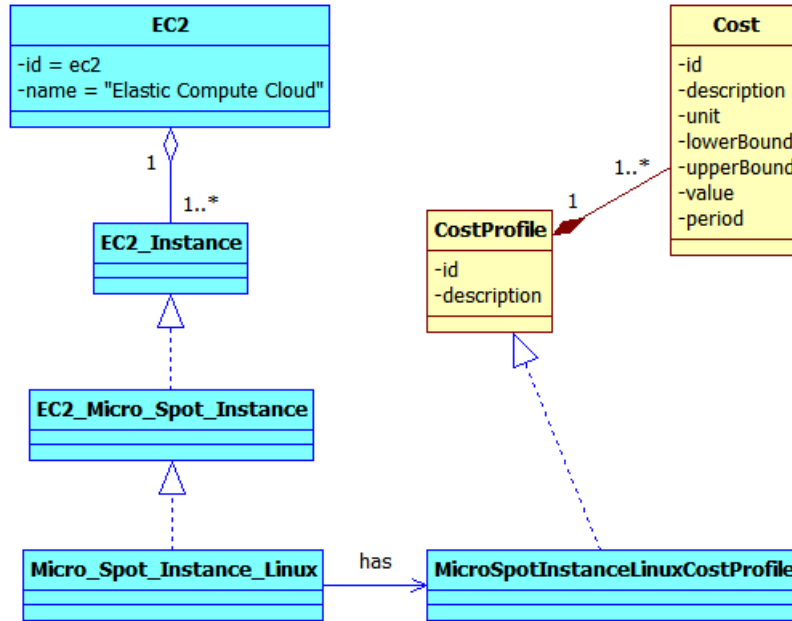 EC2
-id = ec2
-name = "Elastic Compute Cloud"
1
1..*
EC2_Instance
EC2_Micro_Spot_Instance
Micro_Spot_Instance_Linux
has
Cost
-id
-description
-unit
-lowerBound
-upperBound
-value
-period
1..*
1
CostProfile
-id
-description
MicroSpotInstanceLinuxCostProfile